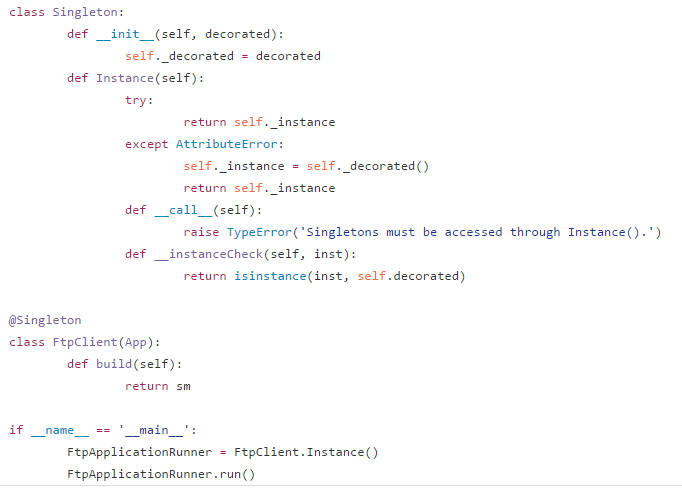 class Singleton:
        def __init__(self, decorated):
                self._decorated = decorated
        def Instance(self):
                try:
                        return self._instance
                except AttributeError:
                        self._instance = self._decorated()
                        return self._instance
                def __call__(self):
                        raise TypeError('Singletons must be accessed through Instance().')
                def __instanceCheck(self, inst):
                        return isinstance(inst, self.decorated)

@Singleton
class FtpClient(App):
        def build(self):
                return sm

if __name__ == '__main__':
        FtpApplicationRunner = FtpClient.Instance()
        FtpApplicationRunner.run()